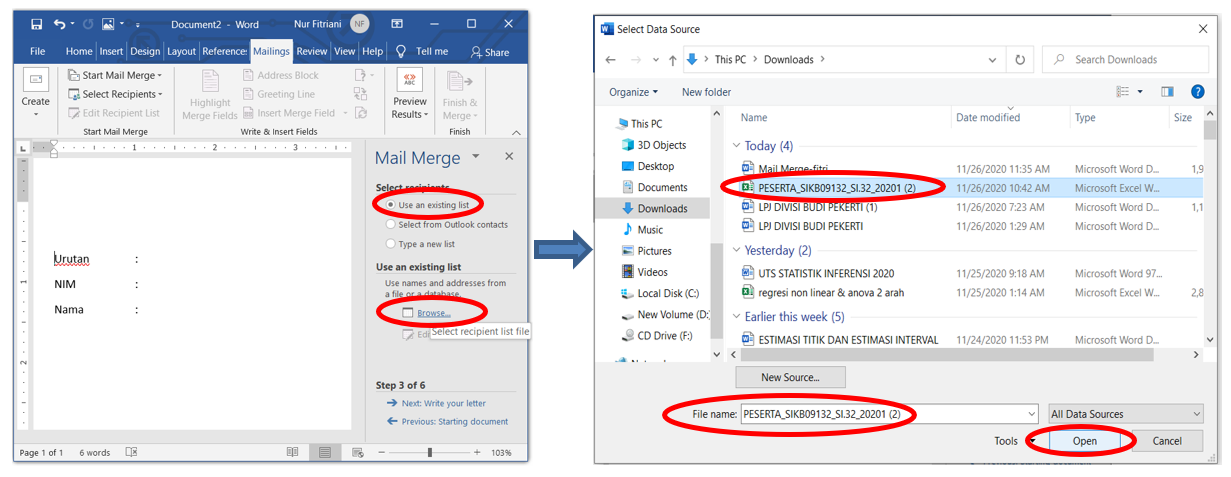 Document2 - Word
Nur Fitriani
NF
File Home Insert Design Layout Reference: Mailings Review View Help Tell me Share
Create
Start Mail Merge
Select Recipients
Edit Recipient List
Start Mail Merge
Highlight
Merge Fields
Address Block
Greeting Line
Insert Merge Field
Write & Insert Fields
ABC
Preview
Results
Finish &
Merge
Finish
L
1
2
3
1
2
Urutan :
NIM :
Nama :
Mail Merge
Select recipients
Use an existing list
Select from Outlook contacts
Type a new list
Use an existing list
Use names and addresses from
a file or a database.
Browse...
Select recipient list file
Edi
Step 3 of 6
Next: Write your letter
Previous: Starting document
Page 1 of 1 6 words 103%
Select Data Source
This PC > Downloads >
Search Downloads
Organize New folder
This PC
3D Objects
Desktop
Documents
Downloads
Music
Pictures
Videos
Local Disk (C:)
New Volume (D:)
CD Drive (F:)
Name Date modified Type Size
Today (4)
Mail Merge-fitri 11/26/2020 11:35 AM Microsoft Word D... 1,9
PESERTA_SIKB09132_SI.32_20201 (2) 11/26/2020 10:42 AM Microsoft Excel W...
LPJ DIVISI BUDI PEKERTI (1) 11/26/2020 7:23 AM Microsoft Word D... 1,1
LPJ DIVISI BUDI PEKERTI 11/26/2020 1:29 AM Microsoft Word D...
Yesterday (2)
UTS STATISTIK INFERENSI 2020 11/25/2020 9:18 AM Microsoft Word 97...
regresi non linear & anova 2 arah 11/25/2020 1:14 AM Microsoft Excel W... 2,8
Earlier this week (5)
ESTIMASI TITIK DAN ESTIMASI INTERVAL 11/24/2020 11:53 PM Microsoft Word D...
New Source...
File name: PESERTA_SIKB09132_SI.32_20201 (2) All Data Sources
Tools Open Cancel